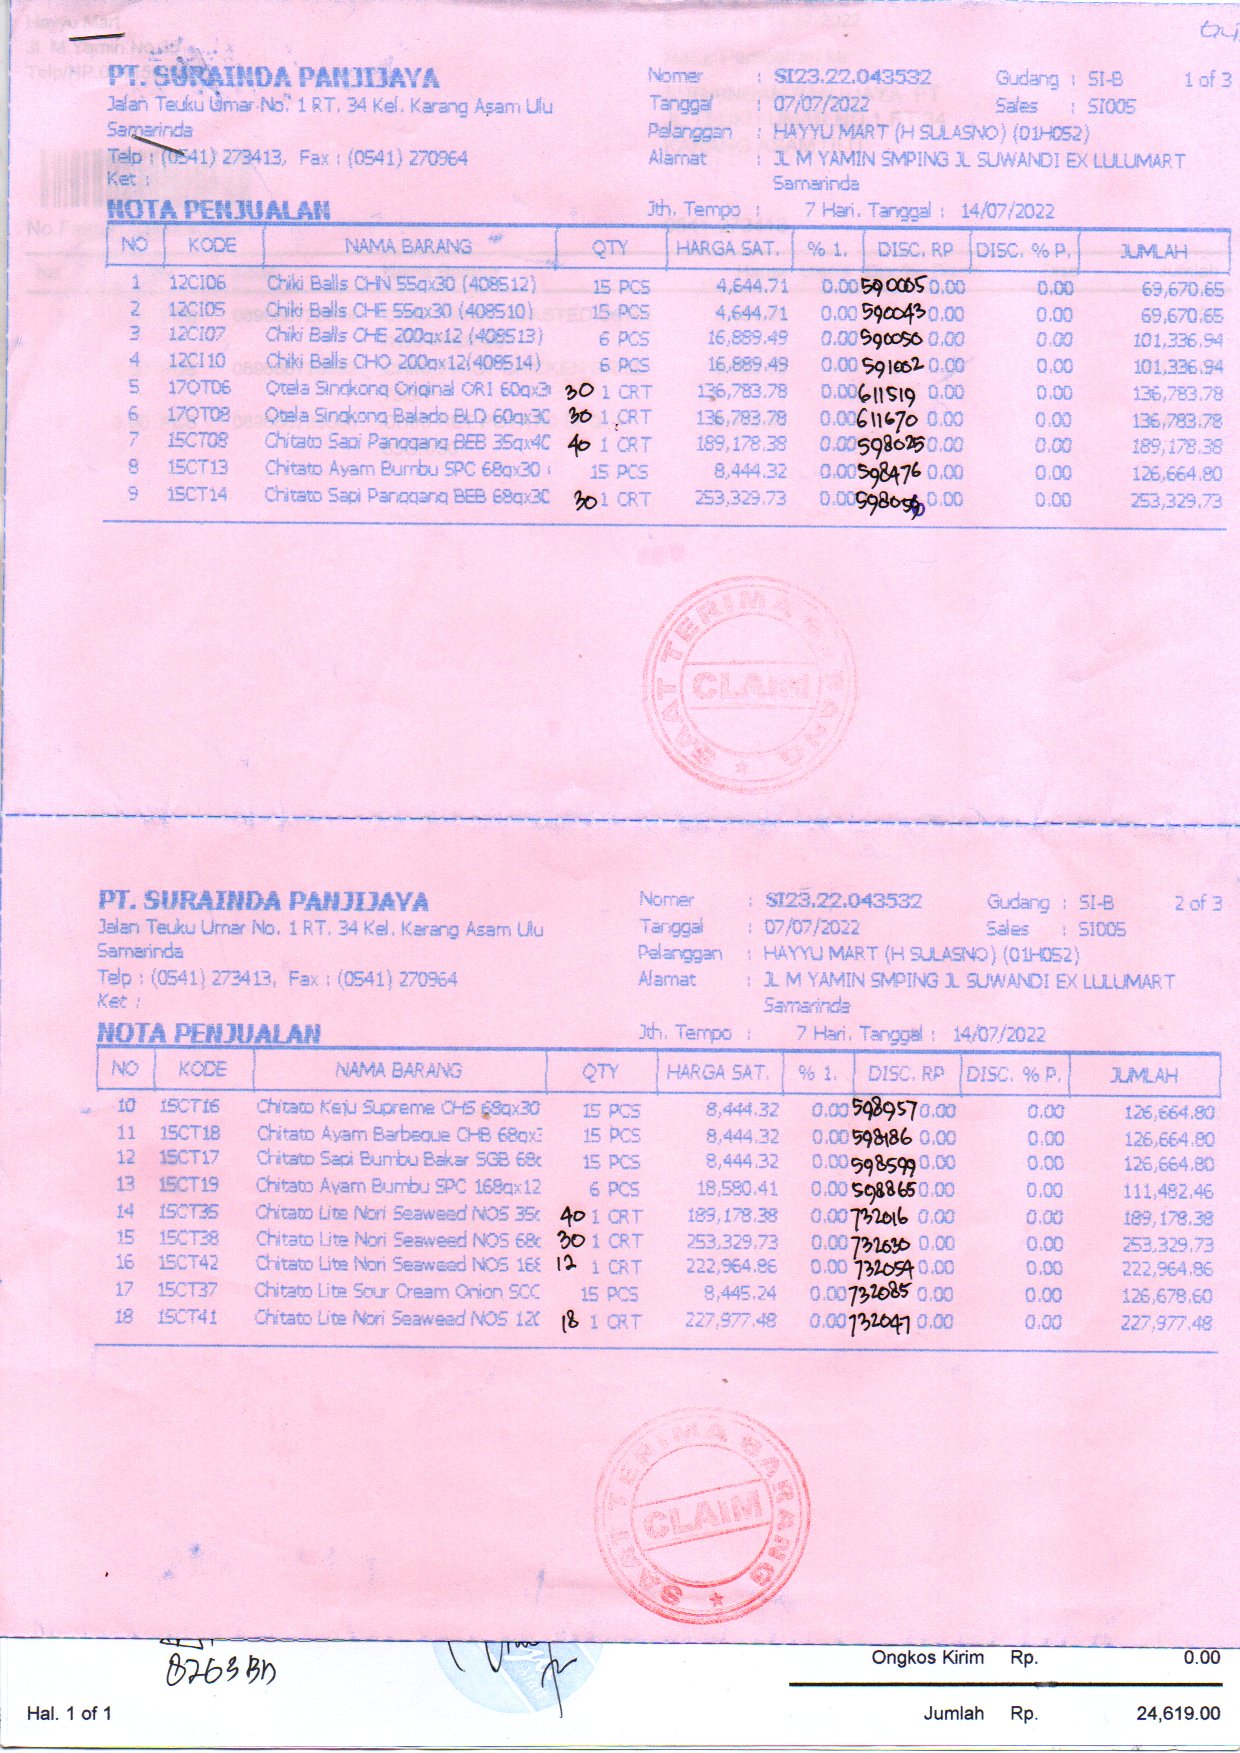 PT. SURAINDA PANJIJAYA
Jalan Teuku Umar No. 1 RT. 34 Kel. Karang Asam Ulu
Samarinda
Telp : (0541) 273413, Fax : (0541) 270964
Ket :
NOTA PENJUALAN
Nomer : SI23.22.043532 Gudang : SI-B 1 of 3
Tanggal : 07/07/2022 Sales : SI005
Pelanggan : HAYYU MART (H SULASNO) (01H052)
Alamat : JL M YAMIN SMPING JL SUWANDI EX LULUMART
Samarinda
Jth. Tempo : 7 Hari, Tanggal : 14/07/2022
NO KODE NAMA BARANG QTY HARGA SAT. % 1. DISC. RP DISC. % P. JUMLAH
1 12CI06 Chiki Balls CHN 55gx30 (408512) 15 PCS 4,644.71 0.00 590005 0.00 0.00 69,670.65
2 12CI05 Chiki Balls CHE 55gx30 (408510) 15 PCS 4,644.71 0.00 590043 0.00 0.00 69,670.65
3 12CI07 Chiki Balls CHE 200gx12 (408513) 6 PCS 16,889.49 0.00 590050 0.00 0.00 101,336.94
4 12CI10 Chiki Balls CHO 200gx12(408514) 6 PCS 16,889.49 0.00 591002 0.00 0.00 101,336.94
5 17QT06 Qtela Singkong Original ORI 60gx3 30 1 CRT 136,783.78 0.00 611519 0.00 0.00 136,783.78
6 17QT08 Qtela Singkong Balado BLD 60gx30 30 1 CRT 136,783.78 0.00 611670 0.00 0.00 136,783.78
7 15CT08 Chitato Sapi Panggang BEB 35gx40 40 1 CRT 189,178.38 0.00 598025 0.00 0.00 189,178.38
8 15CT13 Chitato Ayam Bumbu SPC 68gx30 15 PCS 8,444.32 0.00 598476 0.00 0.00 126,664.80
9 15CT14 Chitato Sapi Panggang BEB 68gx30 30 1 CRT 253,329.73 0.00 0.00 0.00 253,329.73
SAAT TERIMA BARANG
CLAIM
PT. SURAINDA PANJIJAYA
Jalan Teuku Umar No. 1 RT. 34 Kel. Karang Asam Ulu
Samarinda
Telp : (0541) 273413, Fax : (0541) 270964
Ket :
NOTA PENJUALAN
Nomer : SI23.22.043532 Gudang : SI-B 2 of 3
Tanggal : 07/07/2022 Sales : SI005
Pelanggan : HAYYU MART (H SULASNO) (01H052)
Alamat : JL M YAMIN SMPING JL SUWANDI EX LULUMART
Samarinda
Jth. Tempo : 7 Hari, Tanggal : 14/07/2022
NO KODE NAMA BARANG QTY HARGA SAT. % 1. DISC. RP DISC. % P. JUMLAH
10 15CT16 Chitato Keju Supreme CHS 68gx30 15 PCS 8,444.32 0.00 598957 0.00 0.00 126,664.80
11 15CT18 Chitato Ayam Barbeque CHB 68gx3 15 PCS 8,444.32 0.00 598186 0.00 0.00 126,664.80
12 15CT17 Chitato Sapi Bumbu Bakar SGB 68g 15 PCS 8,444.32 0.00 598599 0.00 0.00 126,664.80
13 15CT19 Chitato Ayam Bumbu SPC 168gx12 6 PCS 18,580.41 0.00 598865 0.00 0.00 111,482.46
14 15CT35 Chitato Lite Nori Seaweed NOS 35g 40 1 CRT 189,178.38 0.00 732016 0.00 0.00 189,178.38
15 15CT38 Chitato Lite Nori Seaweed NOS 68g 30 1 CRT 253,329.73 0.00 732030 0.00 0.00 253,329.73
16 15CT42 Chitato Lite Nori Seaweed NOS 168 12 1 CRT 222,964.86 0.00 732054 0.00 0.00 222,964.86
17 15CT37 Chitato Lite Sour Cream Onion SCO 15 PCS 8,445.24 0.00 732085 0.00 0.00 126,678.60
18 15CT41 Chitato Lite Nori Seaweed NOS 120 18 1 CRT 227,977.48 0.00 732047 0.00 0.00 227,977.48
SAAT TERIMA BARANG
CLAIM
8263 BD
Ongkos Kirim Rp. 0.00
Hal. 1 of 1
Jumlah Rp. 24,619.00